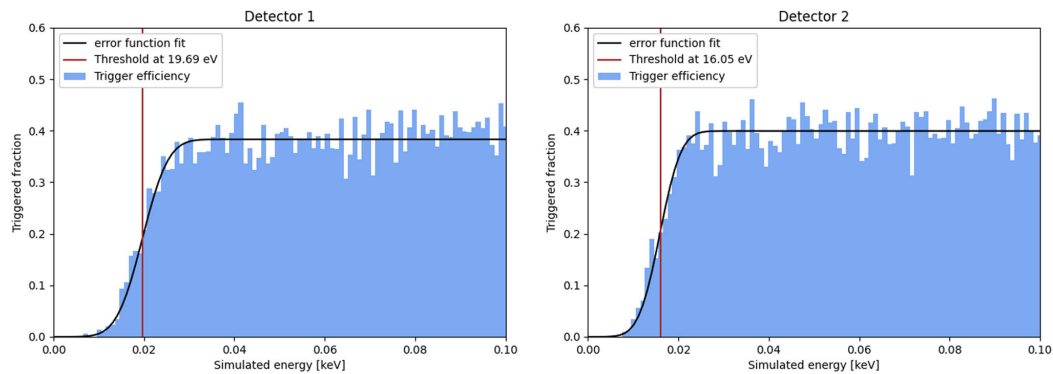 Detector 1
0.6
0.5
0.4
0.3
0.2
0.1
0.0
Triggered fraction
error function fit
Threshold at 19.69 eV
Trigger efficiency
0.00 0.02 0.04 0.06 0.08 0.10
Simulated energy [keV]
Detector 2
0.6
0.5
0.4
0.3
0.2
0.1
0.0
Triggered fraction
error function fit
Threshold at 16.05 eV
Trigger efficiency
0.00 0.02 0.04 0.06 0.08 0.10
Simulated energy [keV]